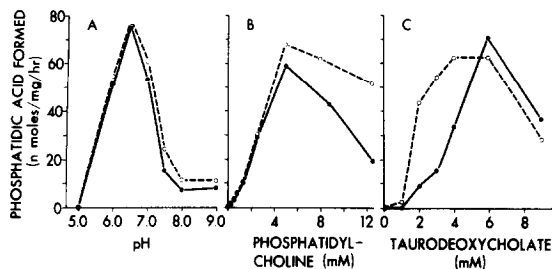 PHOSPHATIDIC ACID FORMED
(n moles/mg/hr)
80
60
40
20
0
A
5.0
6.0
7.0
8.0
9.0
pH
B
0
4
8
12
PHOSPHATIDYL-
CHOLINE (mM)
C
0
2
4
6
8
TAURODEOXYCHOLATE
(mM)